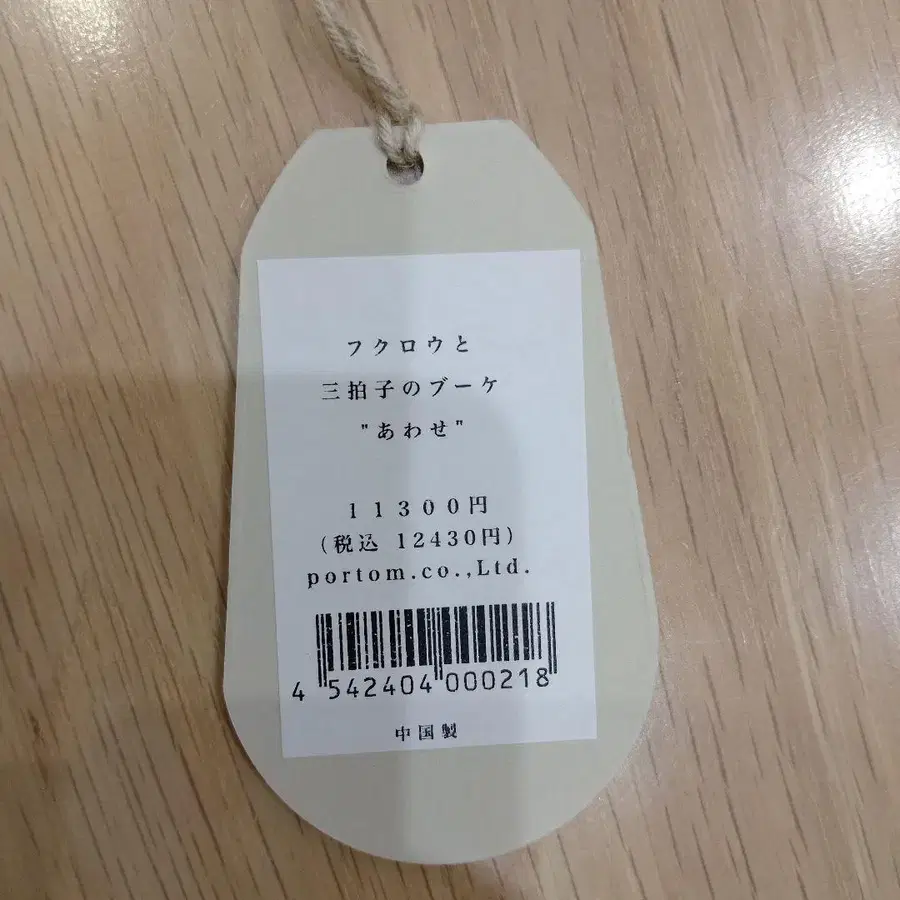 フクロウと
三拍子のブーケ
"あわせ"
11300円
(税込 12430円)
portom.co.,Ltd.
4 542404 000218
中国製